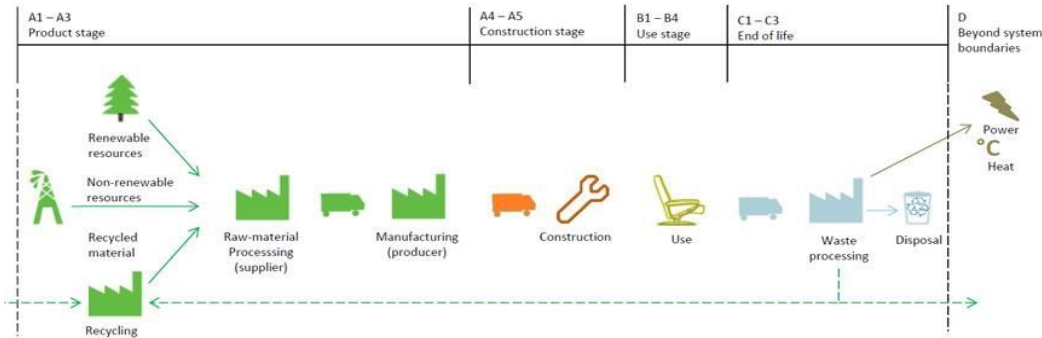 A1 – A3
Product stage
A4 – A5
Construction stage
B1 – B4
Use stage
C1 – C3
End of life
D
Beyond system
boundaries
Renewable
resources
Non-renewable
resources
Recycled
material
Recycling
Raw-material
Processsing
(supplier)
Manufacturing
(producer)
Construction
Use
Waste
processing
Disposal
Power
°C
Heat